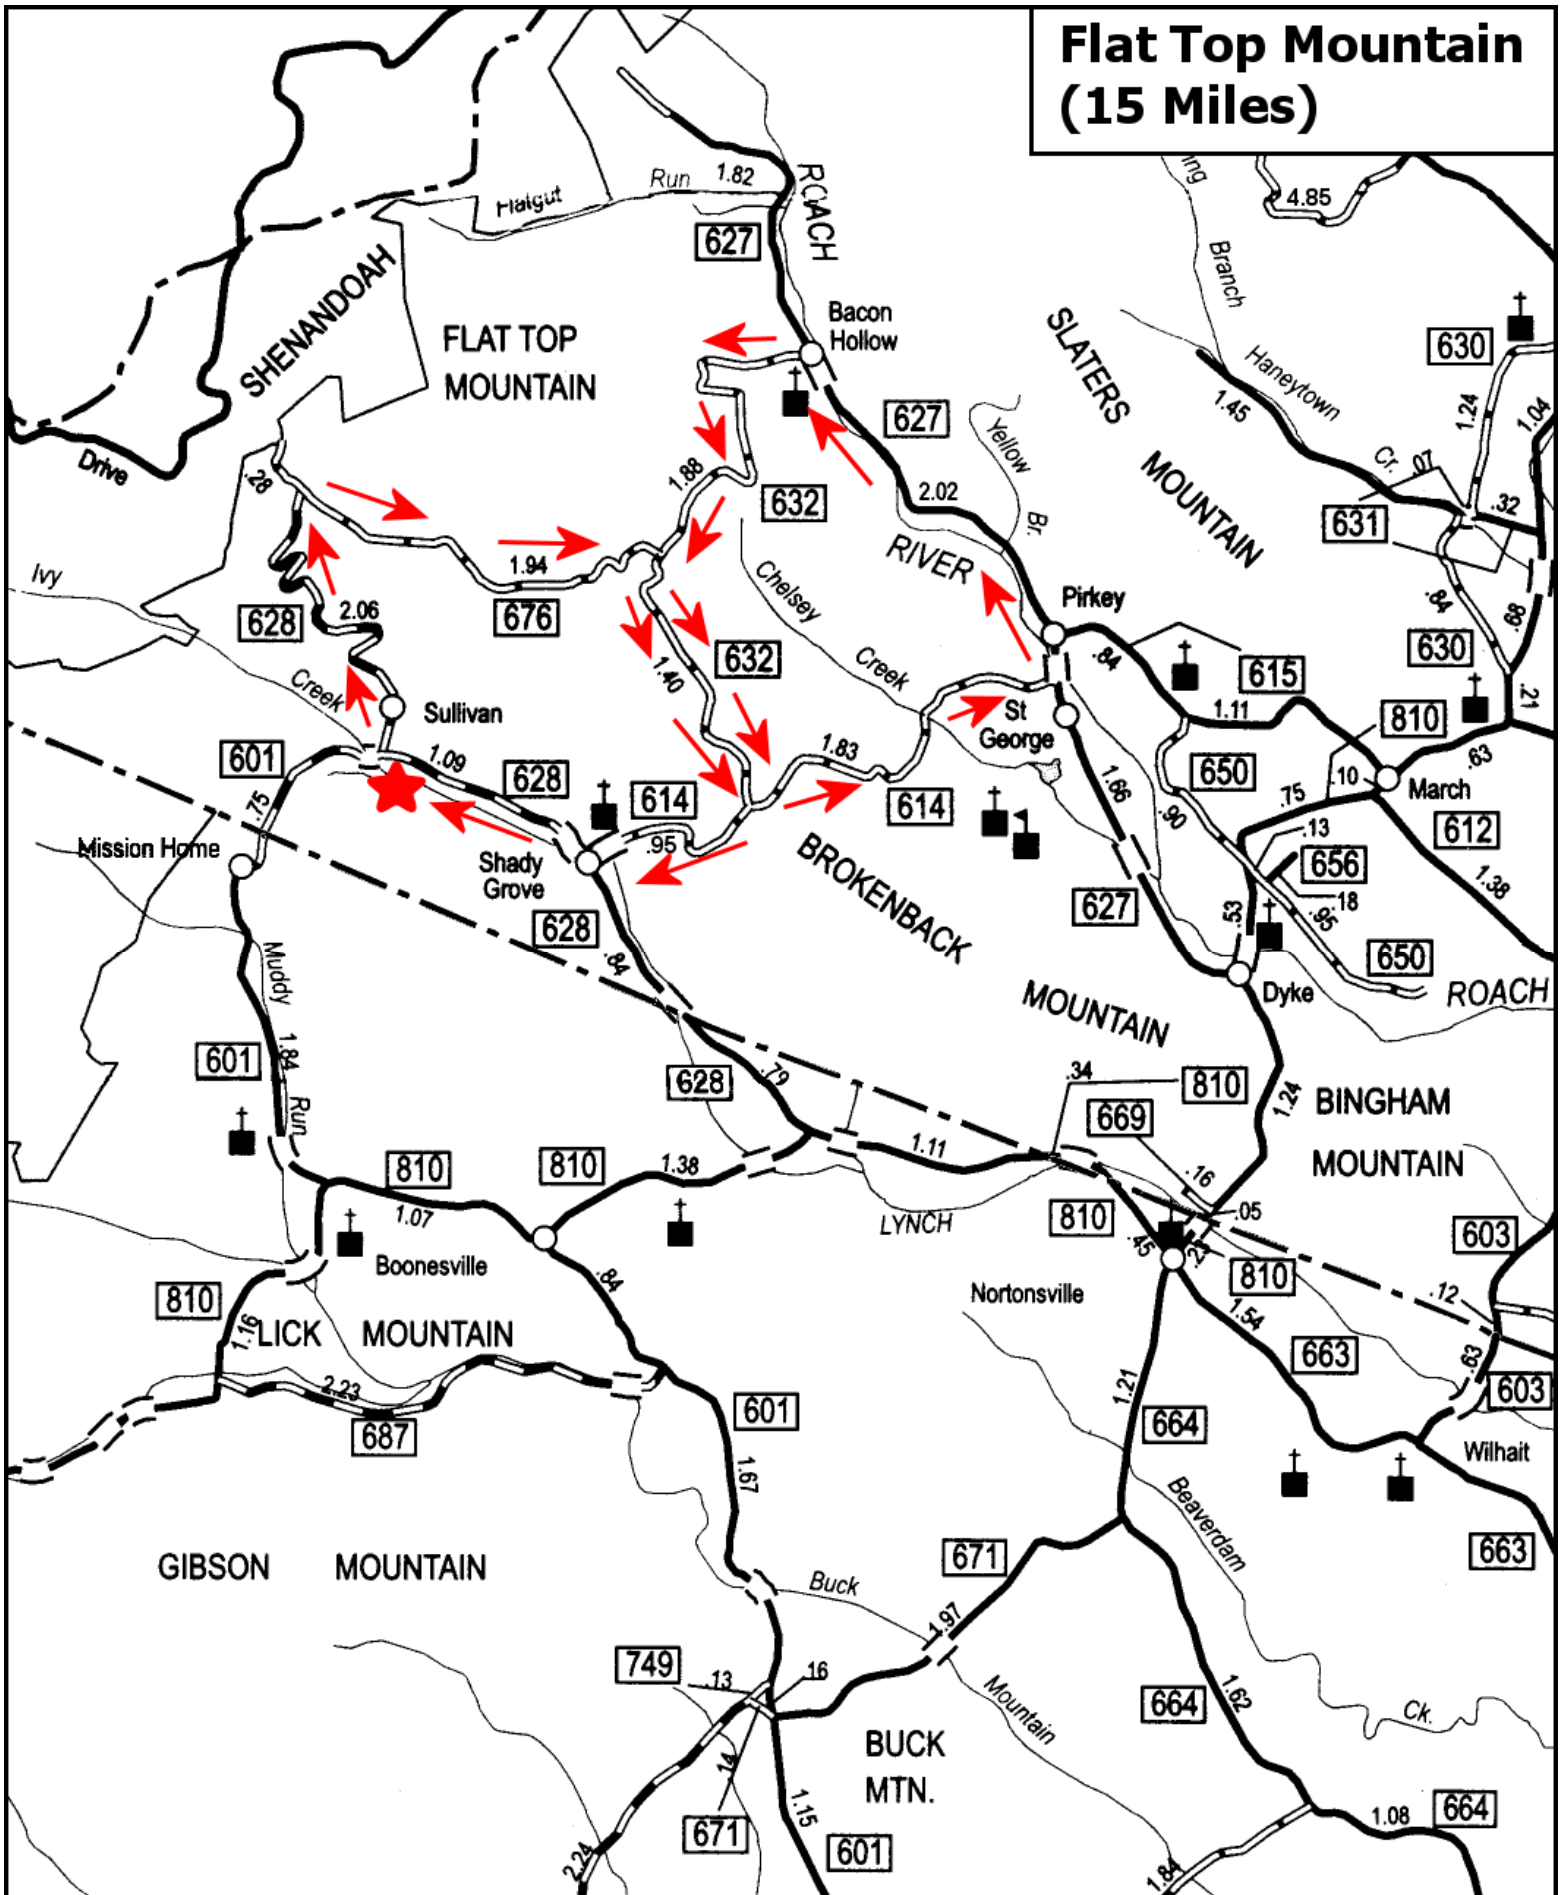 Flat Top Mountain
(15 Miles)
Run
1.82
ROACH
Hatgut
627
4.85
Branch
SHENANDOAH
FLAT TOP
MOUNTAIN
Bacon
Hollow
SLATERS
MOUNTAIN
630
Haneytown
1.45
1.24
1.04
Cr.
.07
.32
631
Drive
.28
1.88
632
627
2.02
Yellow
Br.
RIVER
Ivy
1.94
676
628
2.06
Chelsey
Creek
Pirkey
.84
615
.84
.68
630
.21
632
1.40
Creek
Sullivan
601
1.09
628
.75
614
.95
1.83
614
St
George
1.11
810
.63
650
.10
March
.75
.90
1.66
612
1.38
.13
656
.18
.95
.53
650
Mission Home
Shady
Grove
628
.84
BROKENBACK
MOUNTAIN
627
Dyke
ROACH
Muddy
Run
601
1.84
628
.79
.34
810
669
1.24
BINGHAM
MOUNTAIN
810
1.07
810
1.38
1.11
LYNCH
.16
.05
810
.45
810
Boonesville
.84
Nortonsville
603
.12
810
1.16
LICK MOUNTAIN
1.54
663
.63
603
2.23
687
601
1.67
1.21
664
Wilhait
663
GIBSON MOUNTAIN
Buck
Mountain
671
1.97
Beaverdam
Ck.
749
.13
.16
664
1.62
BUCK
MTN.
.14
671
1.15
601
2.24
1.08
664
1.84